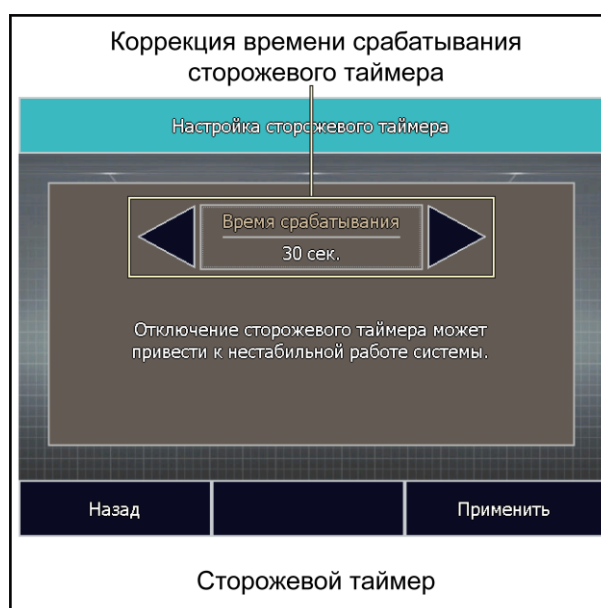 Коррекция времени срабатывания
сторожевого таймера
Настройка сторожевого таймера
Время срабатывания
30 сек.
Отключение сторожевого таймера может
привести к нестабильной работе системы.
Назад
Применить
Сторожевой таймер